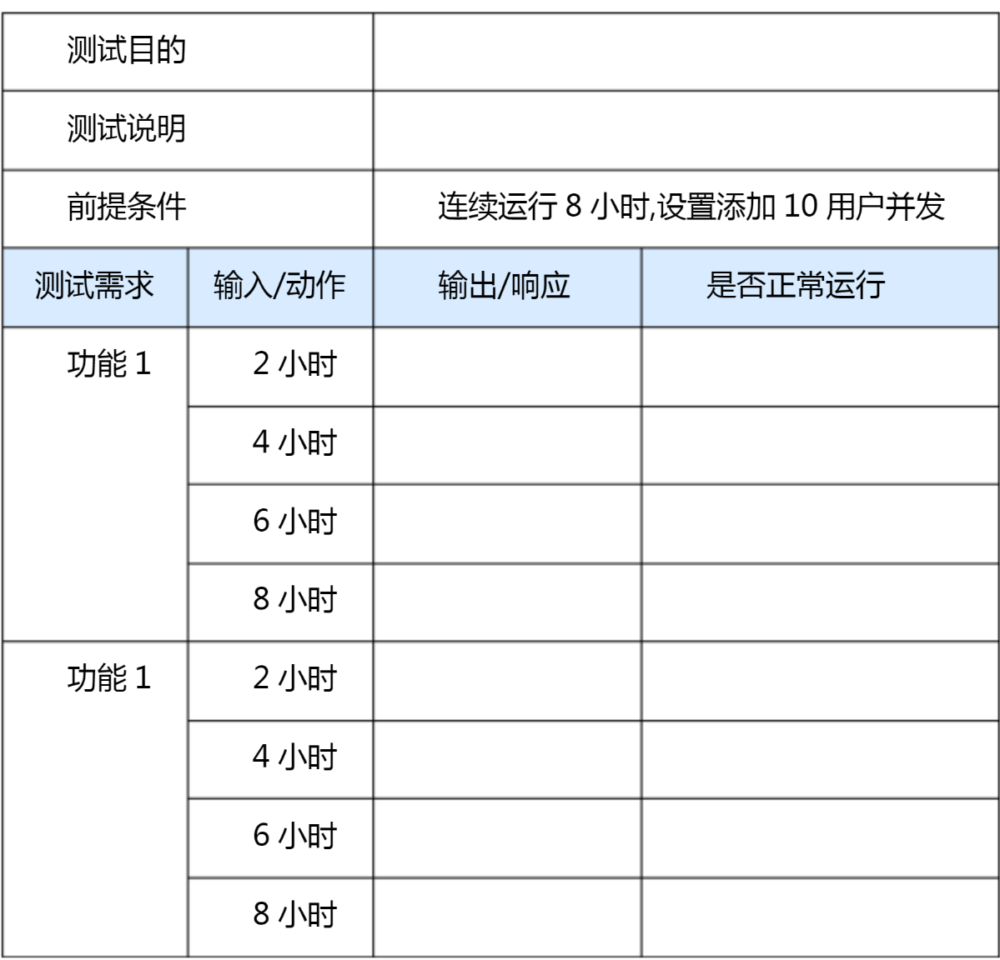 测试目的
测试说明
前提条件 连续运行 8 小时,设置添加 10 用户并发
测试需求 输入/动作 输出/响应 是否正常运行
功能 1 2 小时
4 小时
6 小时
8 小时
功能 1 2 小时
4 小时
6 小时
8 小时